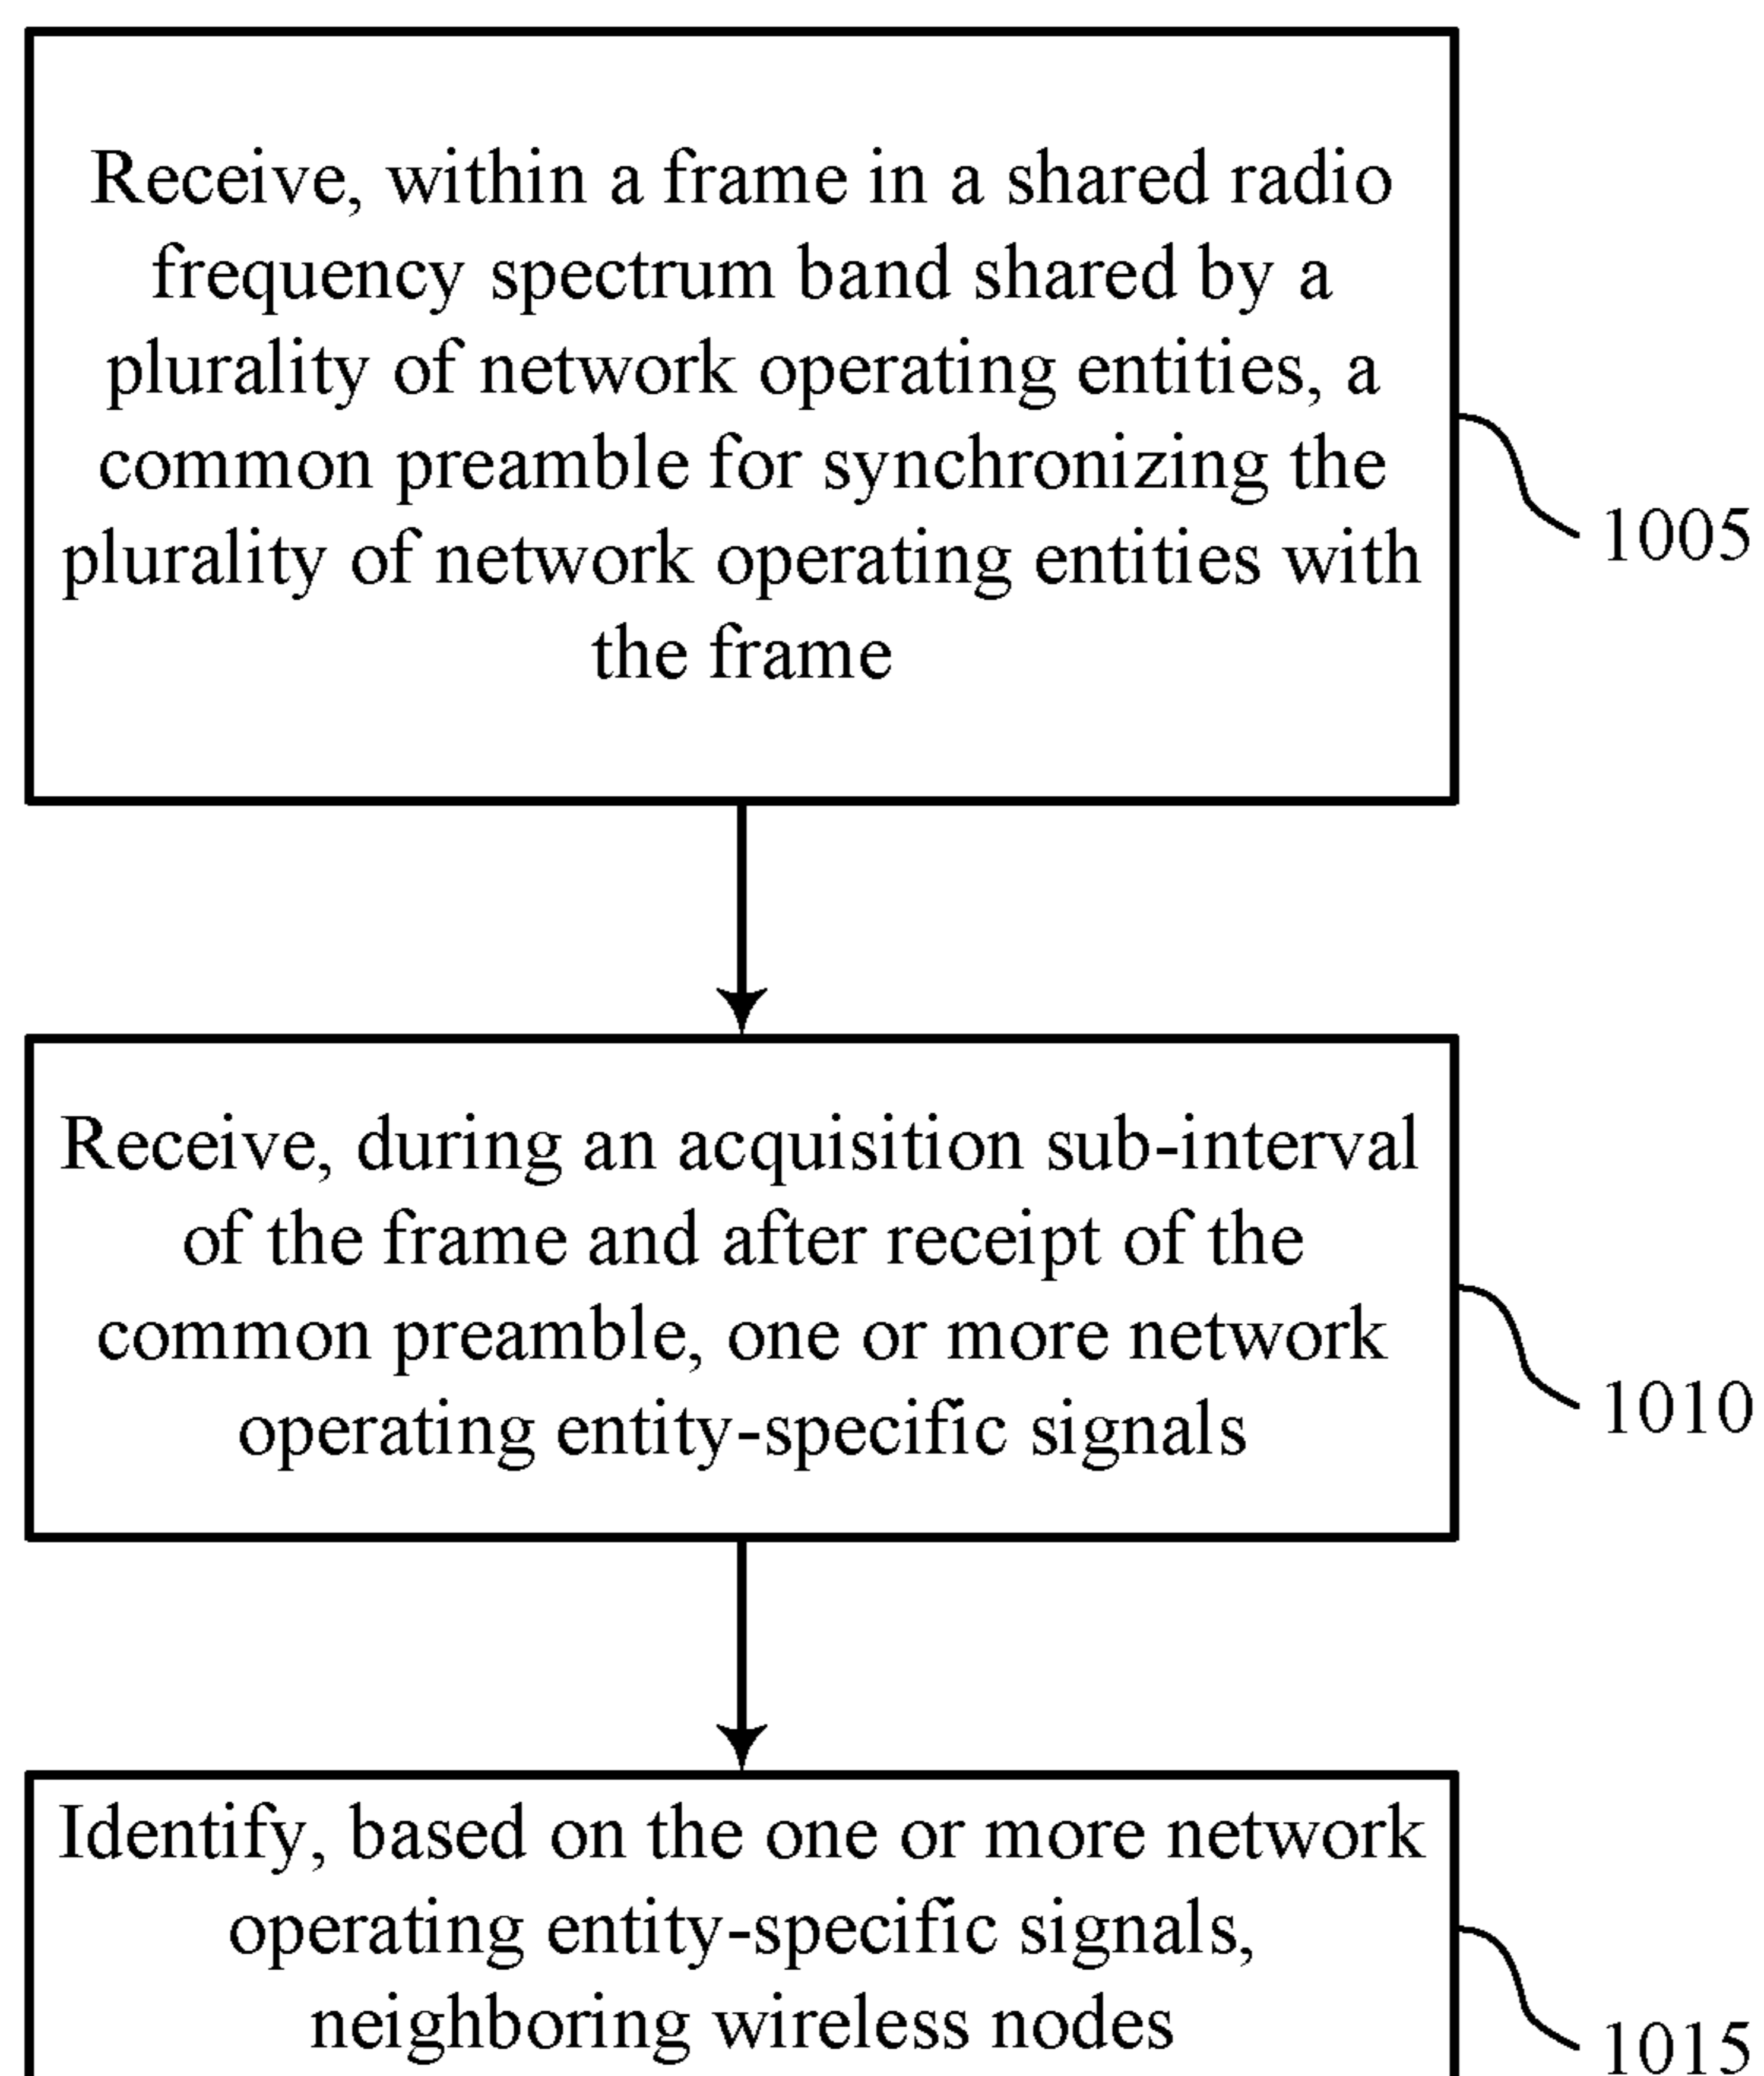 Receive, within a frame in a shared radio
frequency spectrum band shared by a
plurality of network operating entities, a
common preamble for synchronizing the
plurality of network operating entities with
the frame
1005
Receive, during an acquisition sub-interval
of the frame and after receipt of the
common preamble, one or more network
operating entity-specific signals
1010
Identify, based on the one or more network
operating entity-specific signals,
neighboring wireless nodes
1015